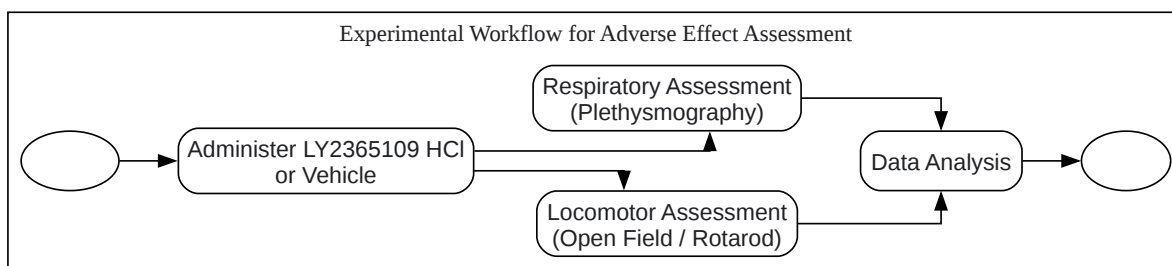 Experimental Workflow for Adverse Effect Assessment
Respiratory Assessment
(Plethysmography)
Administer LY2365109 HCl
or Vehicle
Data Analysis
Locomotor Assessment
(Open Field / Rotarod)